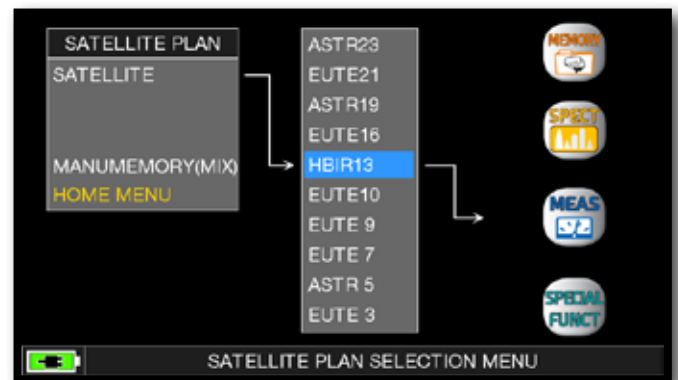 SATELLITE PLAN
SATELLITE
MANUMEMORY(MIX)
HOME MENU
ASTR23
EUTE21
ASTR19
EUTE16
HBIR13
EUTE10
EUTE 9
EUTE 7
ASTR 5
EUTE 3
MEMORY
SPECT
MEAS
SPECIAL
FUNCT
SATELLITE PLAN SELECTION MENU